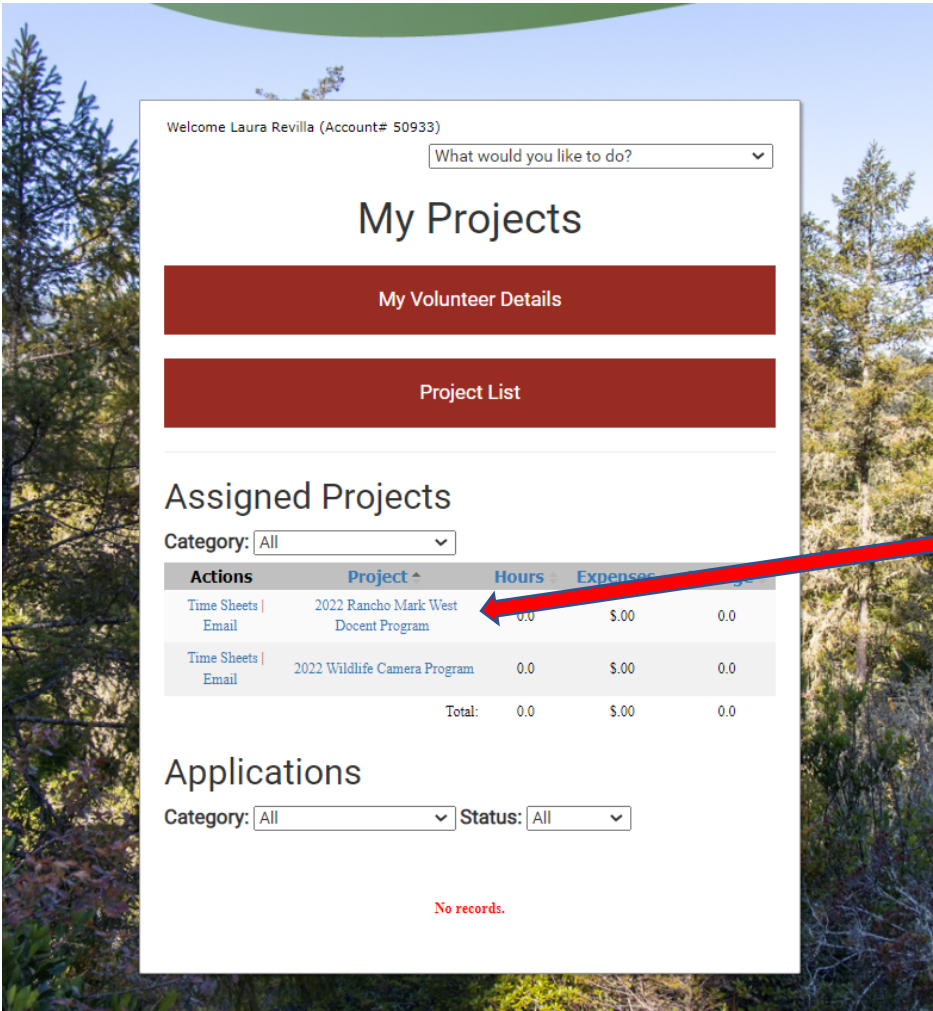 Welcome Laura Revilla (Account# 50933)
What would you like to do?
My Projects
My Volunteer Details
Project List
Assigned Projects
Category: All
Actions Project Hours Expenses
Time Sheets | 2022 Rancho Mark West 0.0 $.00 0.0
Email Docent Program
Time Sheets | 2022 Wildlife Camera Program 0.0 $.00 0.0
Email
Total: 0.0 $.00 0.0
Applications
Category: All Status: All
No records.